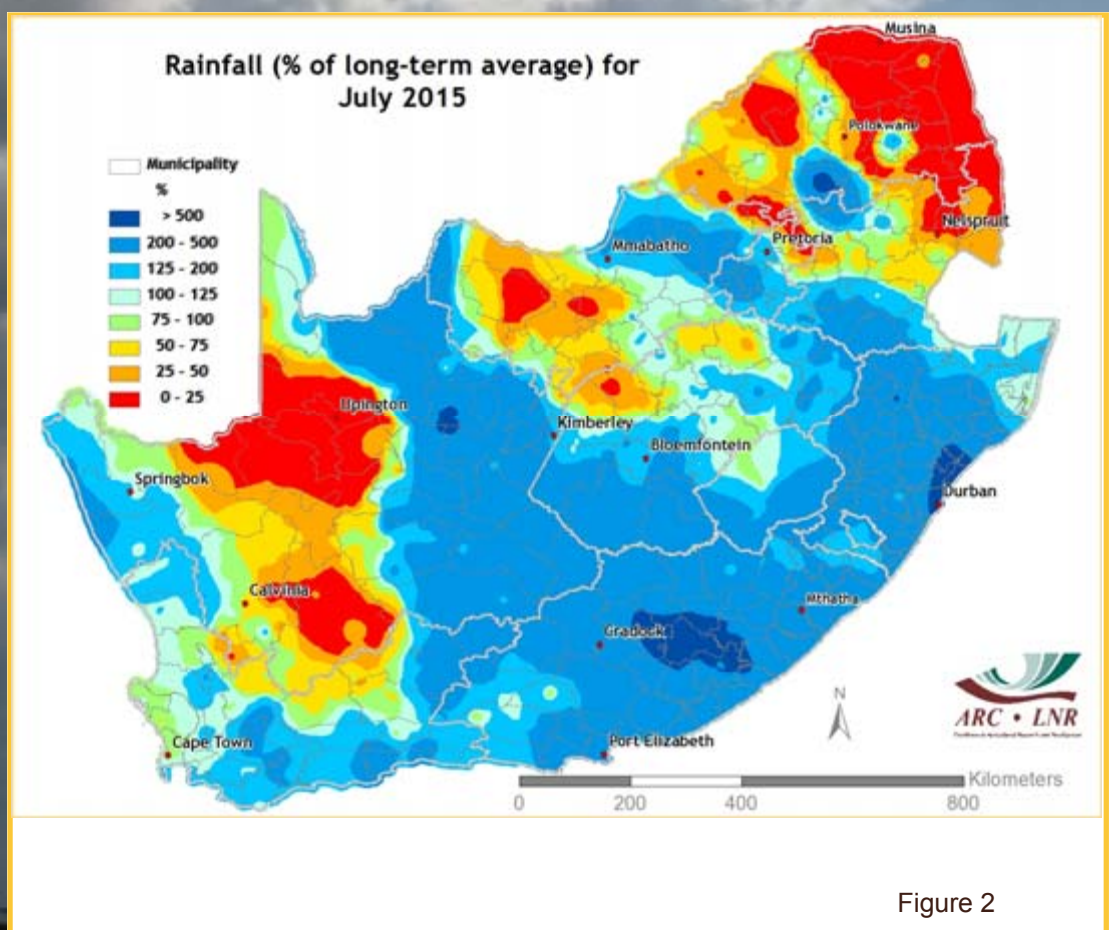 Rainfall (% of long-term average) for
July 2015
Municipality
%
> 500
200 - 500
125 - 200
100 - 125
75 - 100
50 - 75
25 - 50
0 - 25
Musina
Polokwane
Nelspruit
Pretoria
Mmabatho
Upington
Kimberley
Bloemfontein
Springbok
Durban
Calvinia
Mthatha
Cradock
Cape Town
Port Elizabeth
N
ARC • LNR
Kilometers
0 200 400 800
Figure 2